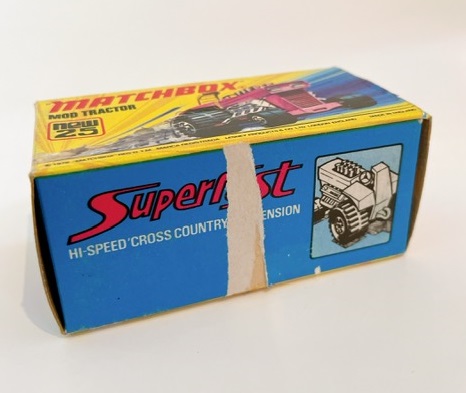 MATCHBOX
MOD TRACTOR
new
25
Superfast
HI-SPEED 'CROSS COUNTRY ENSION